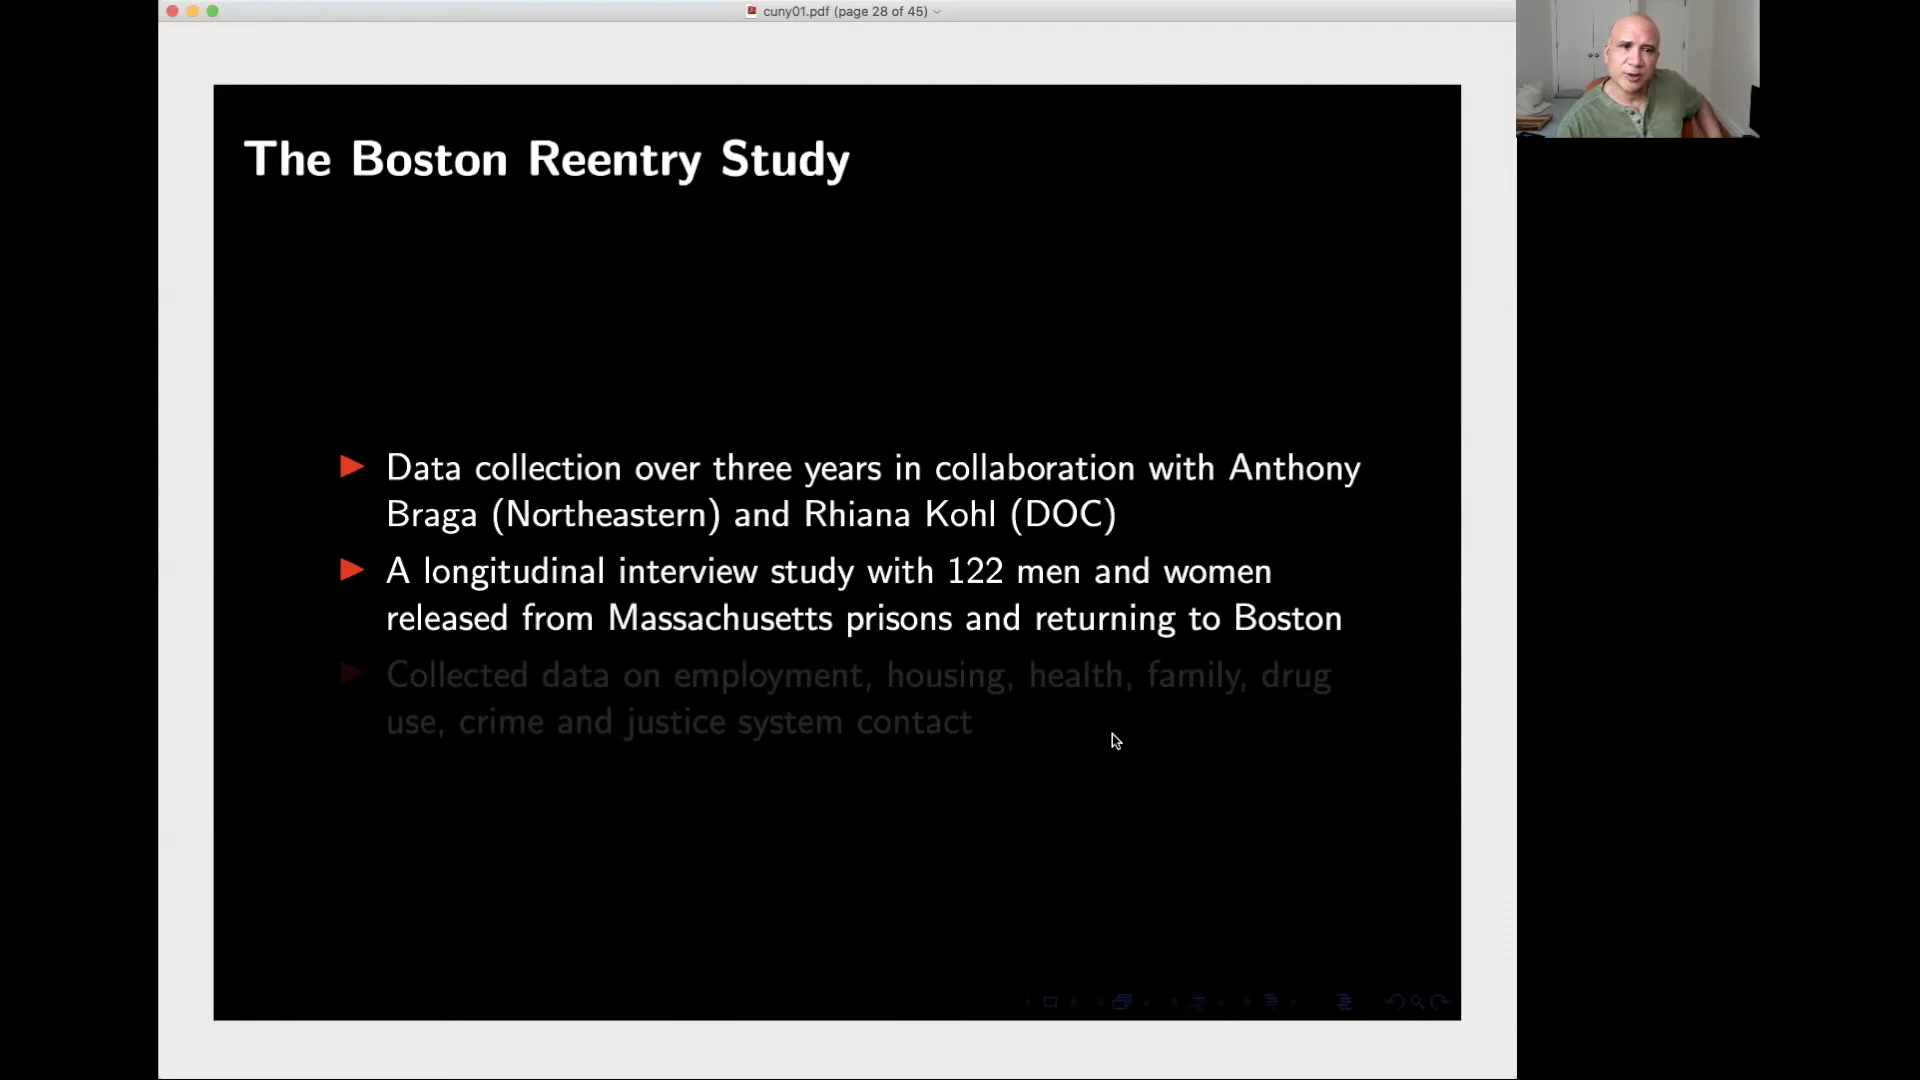 cuny01.pdf (page 28 of 45)
The Boston Reentry Study
Data collection over three years in collaboration with Anthony
Braga (Northeastern) and Rhiana Kohl (DOC)
A longitudinal interview study with 122 men and women
released from Massachusetts prisons and returning to Boston
Collected data on employment, housing, health, family, drug
use, crime and justice system contact